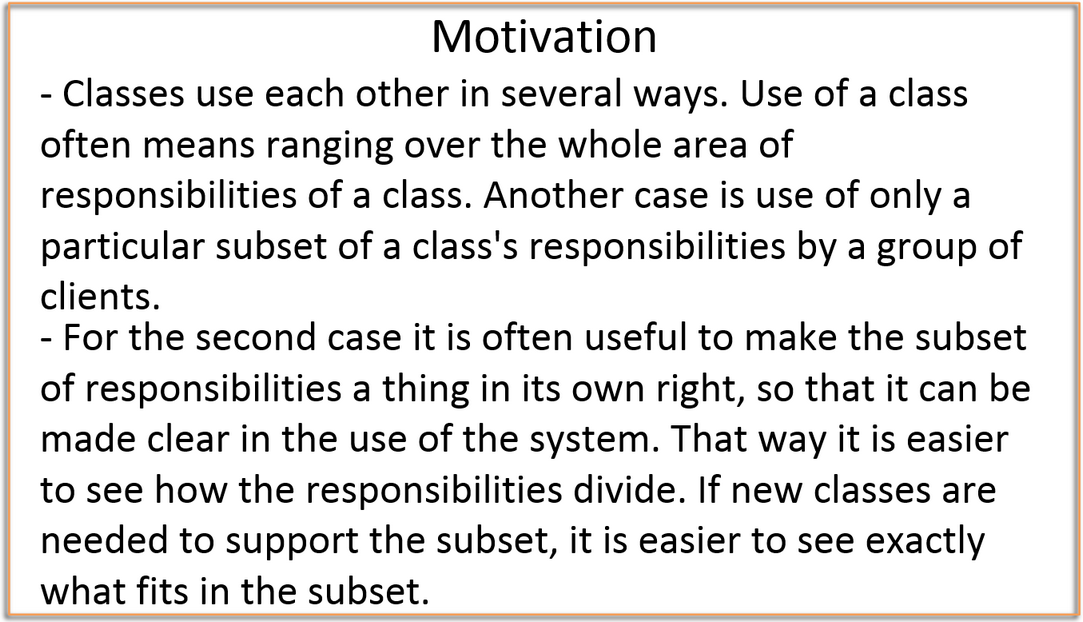 Motivation
- Classes use each other in several ways. Use of a class
often means ranging over the whole area of
responsibilities of a class. Another case is use of only a
particular subset of a class's responsibilities by a group of
clients.
- For the second case it is often useful to make the subset
of responsibilities a thing in its own right, so that it can be
made clear in the use of the system. That way it is easier
to see how the responsibilities divide. If new classes are
needed to support the subset, it is easier to see exactly
what fits in the subset.